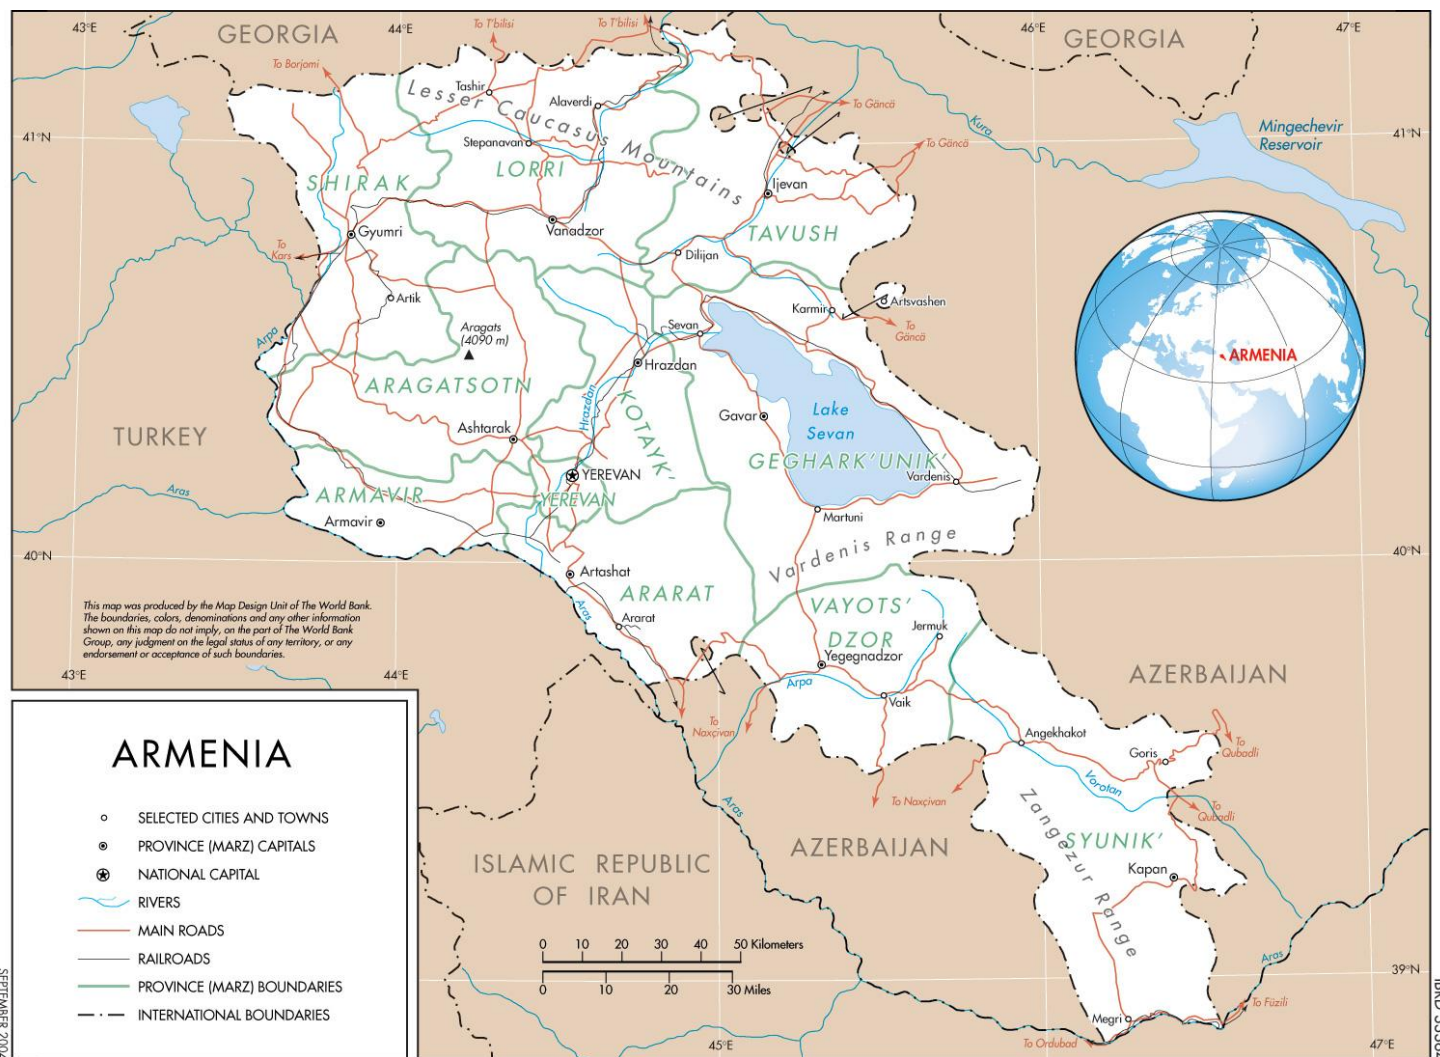 43°E
44°E
46°E
47°E
GEORGIA
GEORGIA
To T'bilisi
To T'bilisi
To Borjomi
Tashir
Alaverdi
Lesser Caucasus Mountains
To Gäncä
Kura
41°N
41°N
Mingechevir
Reservoir
Stepanavan
LORRI
To Gäncä
SHIRAK
Ijevan
Gyumri
Vanadzor
TAVUSH
To
Kars
Dilijan
Artik
Karmir
Artsvashen
To
Gäncä
Arpa
Aragats
(4090 m)
Sevan
ARMENIA
Hrazdan
ARAGATSOTN
Hrazdan
KOTAYK'
Gavar
Lake
Sevan
TURKEY
Ashtarak
GEGHARK'UNIK'
YEREVAN
Vardenis
Aras
ARMAVIR
YEREVAN
Armavir
Martuni
Vardenis Range
40°N
40°N
Artashat
ARARAT
VAYOTS'
DZOR
Aras
Ararat
Jermuk
This map was produced by the Map Design Unit of The World Bank.
The boundaries, colors, denominations and any other information
shown on this map do not imply, on the part of The World Bank
Group, any judgment on the legal status of any territory, or any
endorsement or acceptance of such boundaries.
Yegegnadzor
43°E
44°E
AZERBAIJAN
Arpa
Vaik
To
Naxçivan
Angekhakot
Goris
To
Qubadli
ARMENIA
Vorotan
To Naxçivan
To
Qubadli
Aras
Zangezur Range
SYUNIK'
AZERBAIJAN
Kapan
ISLAMIC REPUBLIC
OF IRAN
SELECTED CITIES AND TOWNS
PROVINCE (MARZ) CAPITALS
NATIONAL CAPITAL
RIVERS
MAIN ROADS
RAILROADS
PROVINCE (MARZ) BOUNDARIES
INTERNATIONAL BOUNDARIES
0 10 20 30 40 50 Kilometers
0 10 20 30 Miles
Aras
39°N
To Füzili
Megri
To Ordubad
45°E
47°E